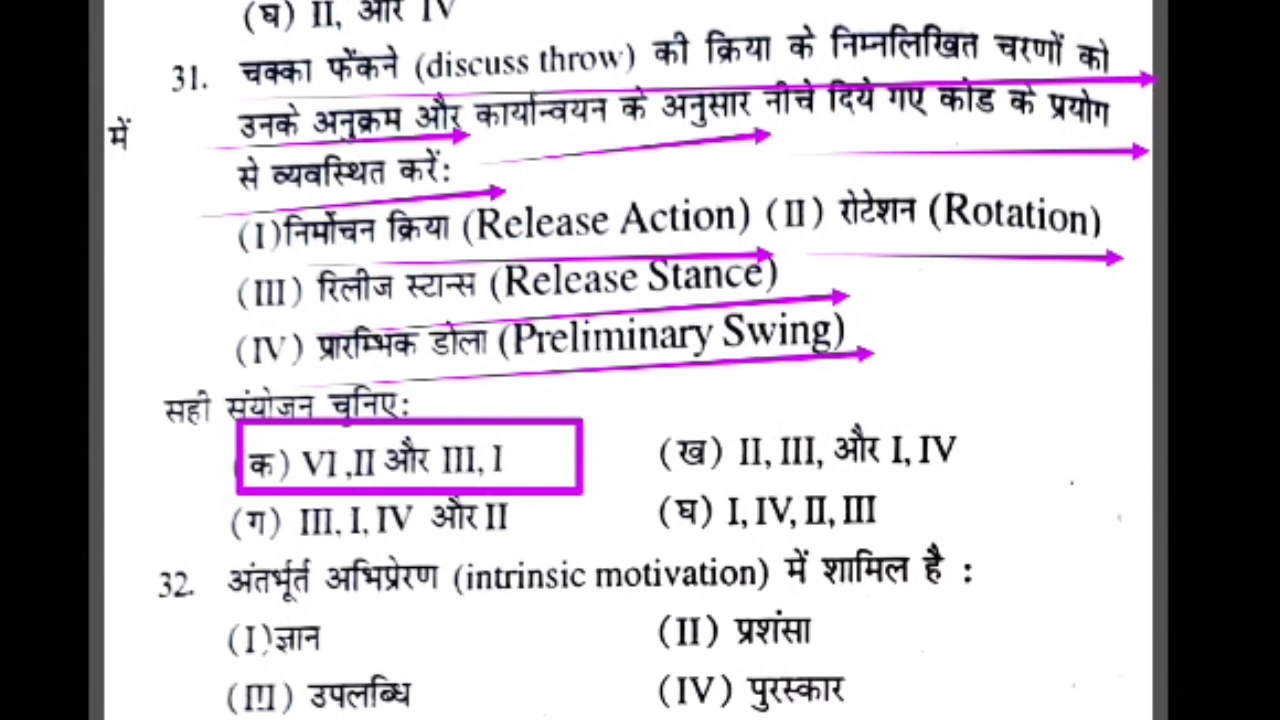 (घ) II, और IV
31. चक्का फेंकने (discuss throw) की क्रिया के निम्नलिखित चरणों को
उनके अनुक्रम और कार्यान्वयन के अनुसार नीचे दिये गए कोड के प्रयोग
में
से व्यवस्थित करें:
(I)निर्मोचन क्रिया (Release Action) (II) रोटेशन (Rotation)
(III) रिलीज स्टान्स (Release Stance)
(IV) प्रारम्भिक डोला (Preliminary Swing)
सही संयोजन चुनिए:
(क) VI,II और III, I (ख) II, III, और I, IV
(ग) III, I, IV और II (घ) I, IV, II, III
32. अंतर्भूर्त अभिप्रेरण (intrinsic motivation) में शामिल है :
(I)ज्ञान (II) प्रशंसा
(III) उपलब्धि (IV) पुरस्कार